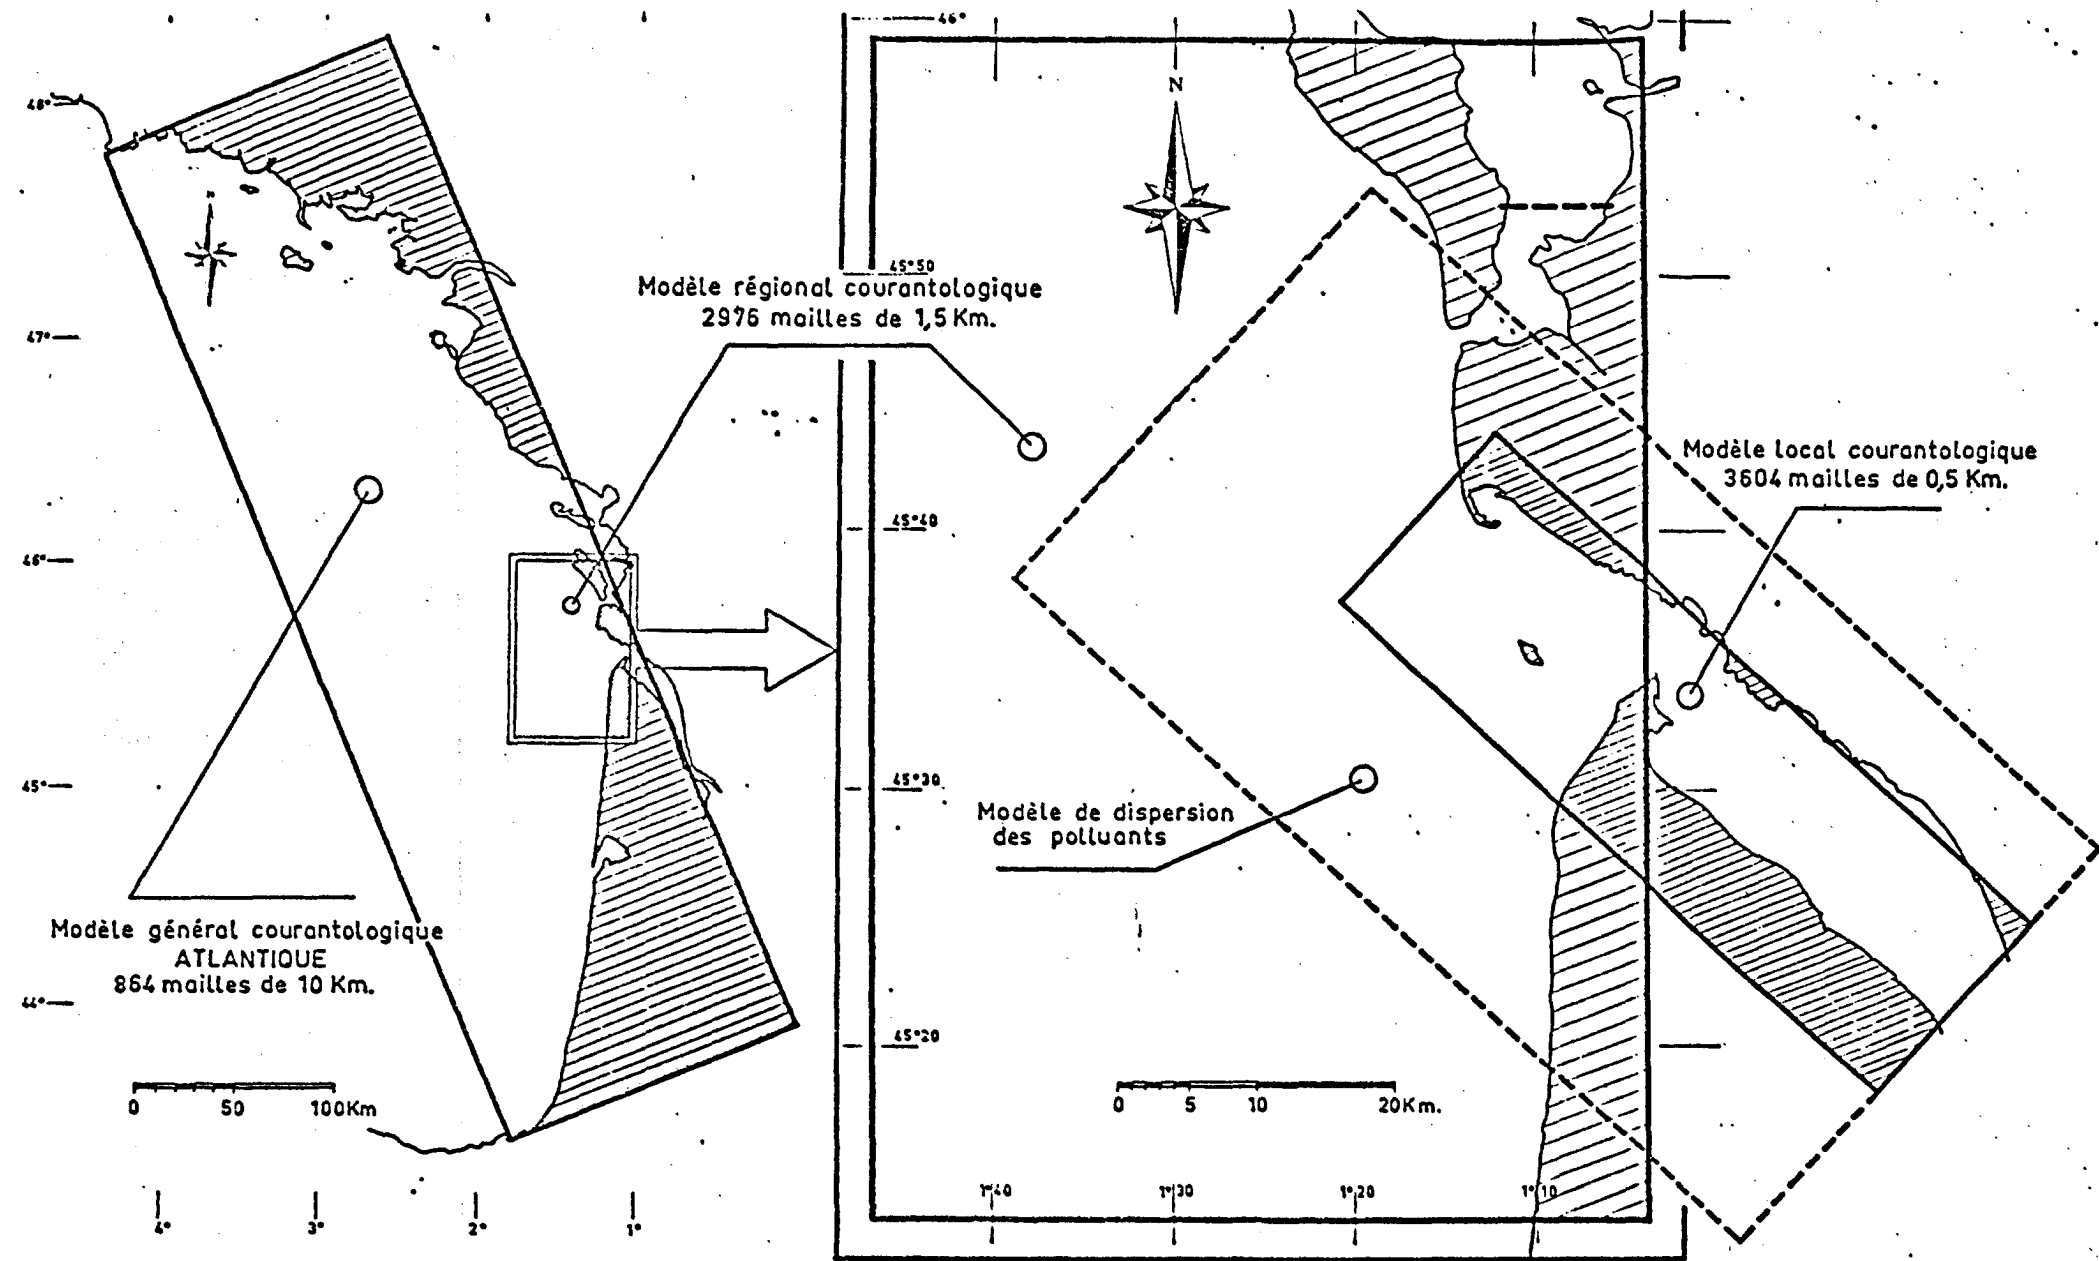 48°
47°
46°
45°
44°
4°
3°
2°
1°
N
Modèle régional courantologique
2976 mailles de 1,5 Km.
Modèle général courantologique
ATLANTIQUE
864 mailles de 10 Km.
0 50 100Km
46°
45°50
45°40
45°30
45°20
N
Modèle local courantologique
3604 mailles de 0,5 Km.
Modèle de dispersion
des polluants
0 5 10 20Km.
1°40 1°30 1°20 1°10